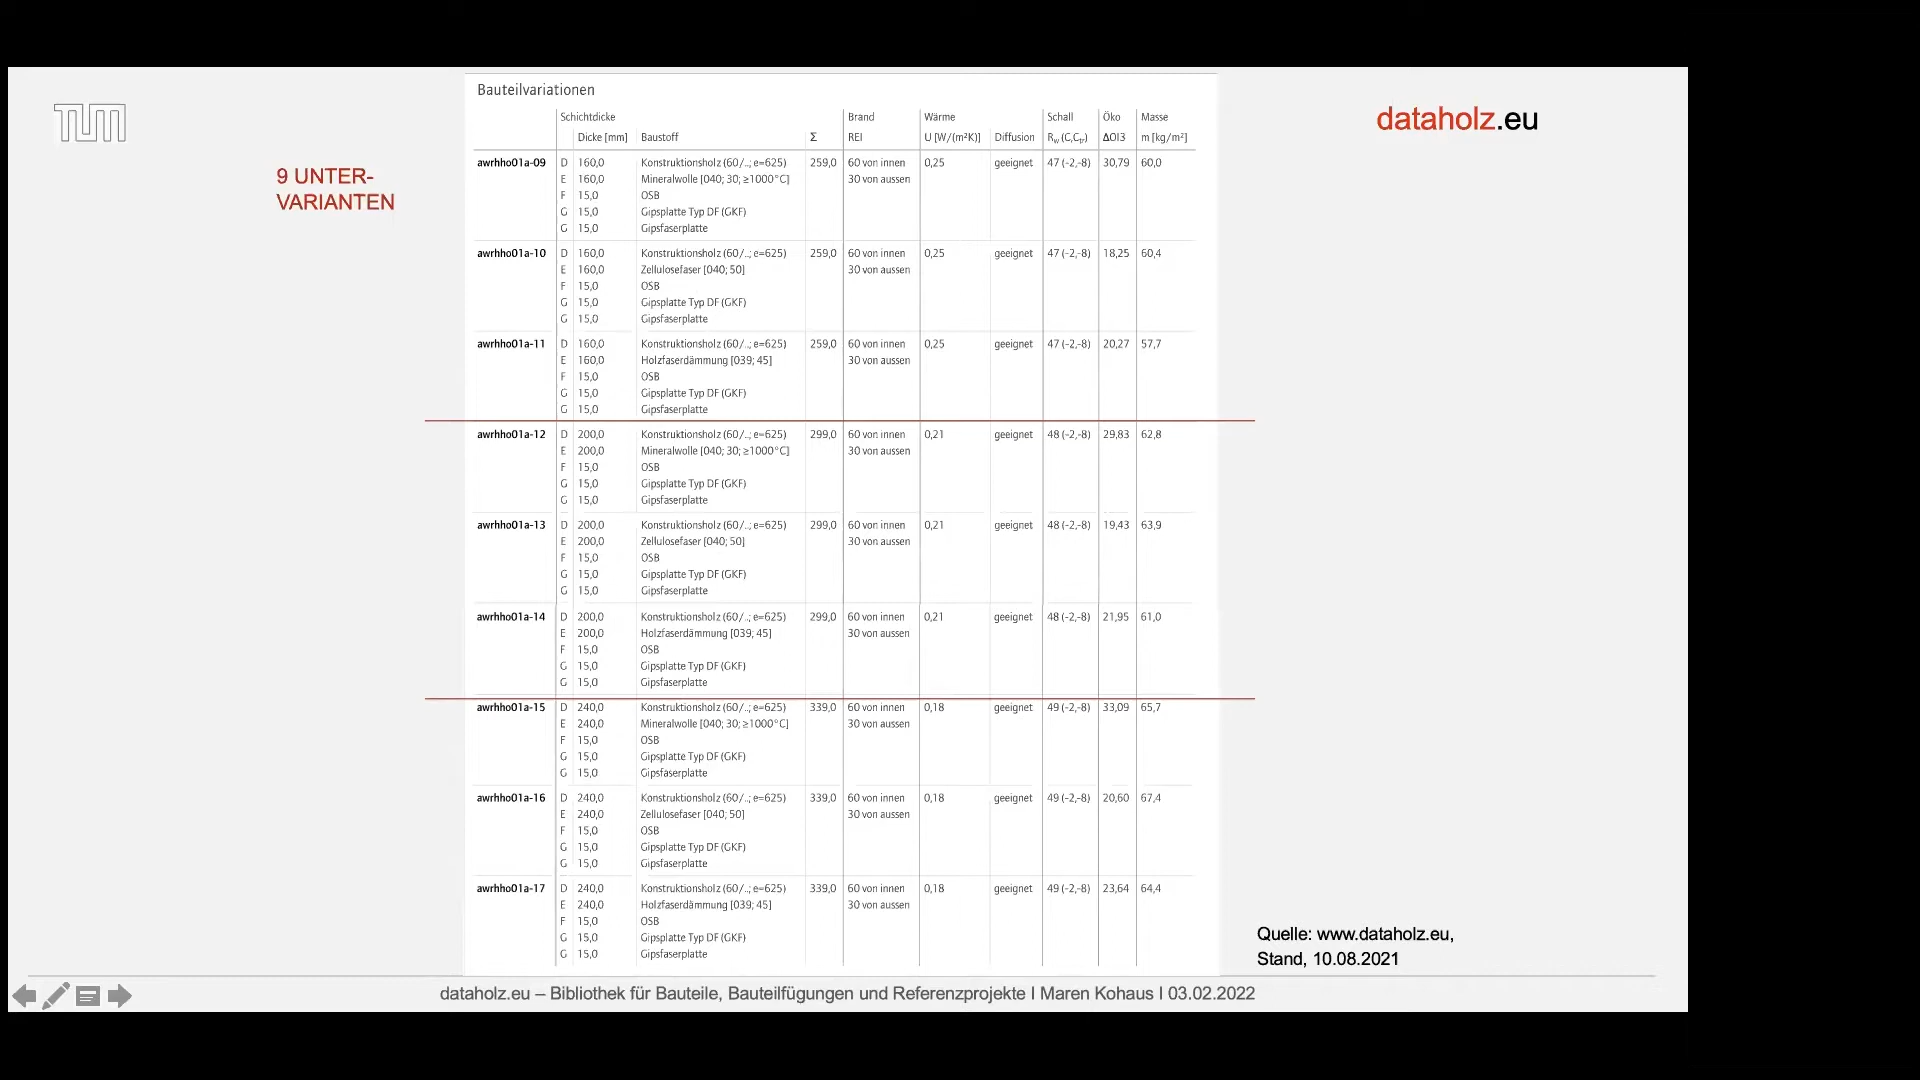 Bauteilvariationen
TUM
dataholz.eu
9 UNTER-
VARIANTEN
Schichtdicke Brand Wärme Schall Öko Masse
Dicke [mm] Baustoff Σ REI U [W/(m²K)] Diffusion Rw (C,Ctr) ΔOI3 m [kg/m²]
awrhho01a-09 D 160,0 Konstruktionsholz (60/..; e=625) 259,0 60 von innen 0,25 geeignet 47 (-2,-8) 30,79 60,0
E 160,0 Mineralwolle [040; 30; ≥1000°C] 30 von aussen
F 15,0 OSB
G 15,0 Gipsplatte Typ DF (GKF)
G 15,0 Gipsfaserplatte
awrhho01a-10 D 160,0 Konstruktionsholz (60/..; e=625) 259,0 60 von innen 0,25 geeignet 47 (-2,-8) 18,25 60,4
E 160,0 Zellulosefaser [040; 50] 30 von aussen
F 15,0 OSB
G 15,0 Gipsplatte Typ DF (GKF)
G 15,0 Gipsfaserplatte
awrhho01a-11 D 160,0 Konstruktionsholz (60/..; e=625) 259,0 60 von innen 0,25 geeignet 47 (-2,-8) 20,27 57,7
E 160,0 Holzfaserdämmung [039; 45] 30 von aussen
F 15,0 OSB
G 15,0 Gipsplatte Typ DF (GKF)
G 15,0 Gipsfaserplatte
awrhho01a-12 D 200,0 Konstruktionsholz (60/..; e=625) 299,0 60 von innen 0,21 geeignet 48 (-2,-8) 29,83 62,8
E 200,0 Mineralwolle [040; 30; ≥1000°C] 30 von aussen
F 15,0 OSB
G 15,0 Gipsplatte Typ DF (GKF)
G 15,0 Gipsfaserplatte
awrhho01a-13 D 200,0 Konstruktionsholz (60/..; e=625) 299,0 60 von innen 0,21 geeignet 48 (-2,-8) 19,43 63,9
E 200,0 Zellulosefaser [040; 50] 30 von aussen
F 15,0 OSB
G 15,0 Gipsplatte Typ DF (GKF)
G 15,0 Gipsfaserplatte
awrhho01a-14 D 200,0 Konstruktionsholz (60/..; e=625) 299,0 60 von innen 0,21 geeignet 48 (-2,-8) 21,95 61,0
E 200,0 Holzfaserdämmung [039; 45] 30 von aussen
F 15,0 OSB
G 15,0 Gipsplatte Typ DF (GKF)
G 15,0 Gipsfaserplatte
awrhho01a-15 D 240,0 Konstruktionsholz (60/..; e=625) 339,0 60 von innen 0,18 geeignet 49 (-2,-8) 33,09 65,7
E 240,0 Mineralwolle [040; 30; ≥1000°C] 30 von aussen
F 15,0 OSB
G 15,0 Gipsplatte Typ DF (GKF)
G 15,0 Gipsfaserplatte
awrhho01a-16 D 240,0 Konstruktionsholz (60/..; e=625) 339,0 60 von innen 0,18 geeignet 49 (-2,-8) 20,60 67,4
E 240,0 Zellulosefaser [040; 50] 30 von aussen
F 15,0 OSB
G 15,0 Gipsplatte Typ DF (GKF)
G 15,0 Gipsfaserplatte
awrhho01a-17 D 240,0 Konstruktionsholz (60/..; e=625) 339,0 60 von innen 0,18 geeignet 49 (-2,-8) 23,64 64,4
E 240,0 Holzfaserdämmung [039; 45] 30 von aussen
F 15,0 OSB
G 15,0 Gipsplatte Typ DF (GKF)
G 15,0 Gipsfaserplatte
Quelle: www.dataholz.eu,
Stand, 10.08.2021
dataholz.eu – Bibliothek für Bauteile, Bauteilfügungen und Referenzprojekte I Maren Kohaus I 03.02.2022